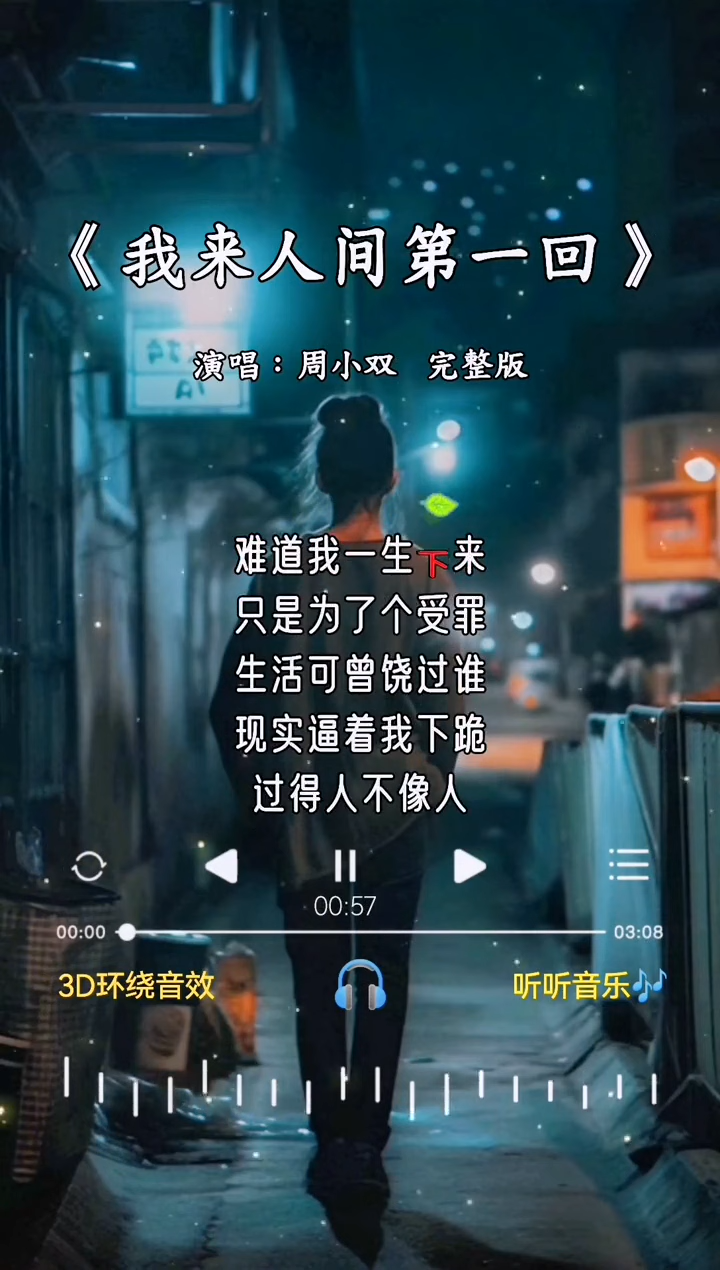 《我来人间第一回》
演唱：周小双 完整版
难道我一生下来
只是为了个受罪
生活可曾饶过谁
现实逼着我下跪
过得人不像人
00:57
00:00 03:08
3D环绕音效 听听音乐🎶